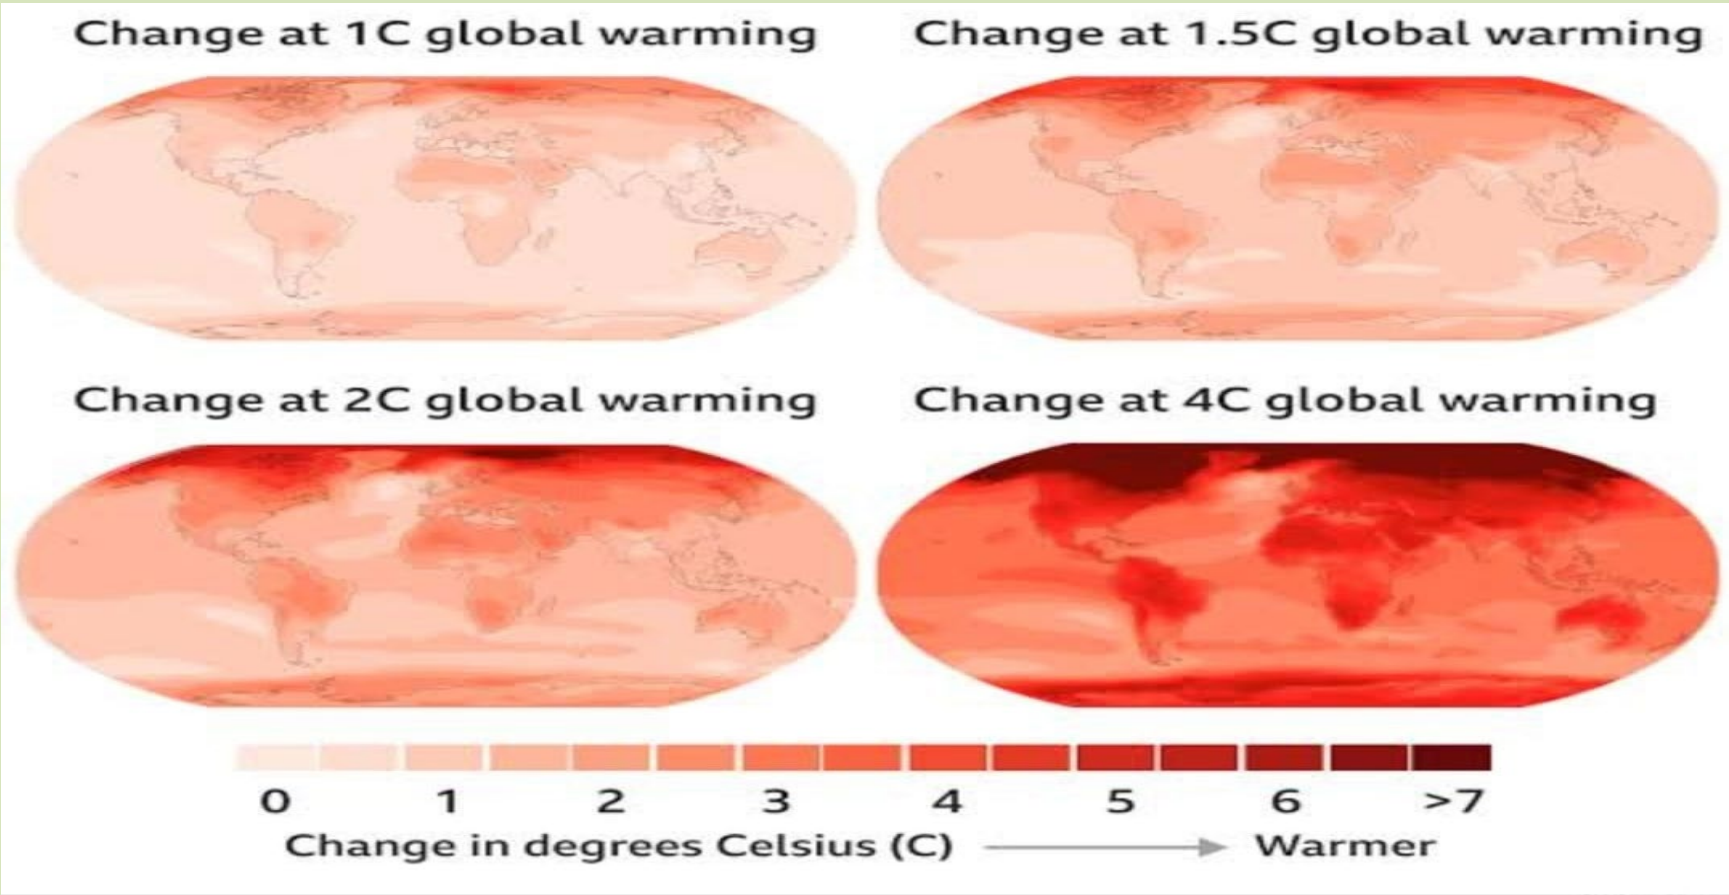 Change at 1C global warming
Change at 1.5C global warming
Change at 2C global warming
Change at 4C global warming
0 1 2 3 4 5 6 >7
Change in degrees Celsius (C) Warmer